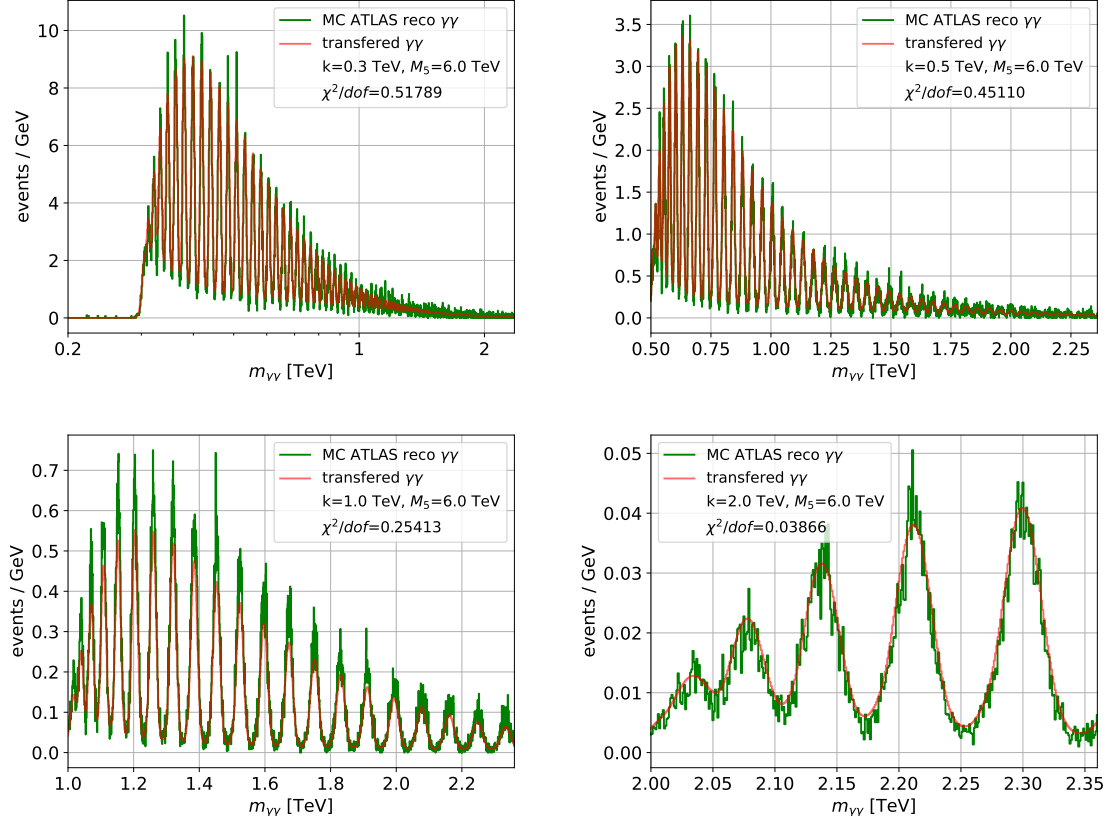 MC ATLAS reco γγ
transfered γγ
k=0.3 TeV, M5=6.0 TeV
χ²/dof=0.51789
10
8
6
4
2
0
events / GeV
0.2
1
2
mγγ [TeV]
MC ATLAS reco γγ
transfered γγ
k=0.5 TeV, M5=6.0 TeV
χ²/dof=0.45110
3.5
3.0
2.5
2.0
1.5
1.0
0.5
0.0
events / GeV
0.50 0.75 1.00 1.25 1.50 1.75 2.00 2.25
mγγ [TeV]
MC ATLAS reco γγ
transfered γγ
k=1.0 TeV, M5=6.0 TeV
χ²/dof=0.25413
0.7
0.6
0.5
0.4
0.3
0.2
0.1
0.0
events / GeV
1.0 1.2 1.4 1.6 1.8 2.0 2.2
mγγ [TeV]
MC ATLAS reco γγ
transfered γγ
k=2.0 TeV, M5=6.0 TeV
χ²/dof=0.03866
0.05
0.04
0.03
0.02
0.01
0.00
events / GeV
2.00 2.05 2.10 2.15 2.20 2.25 2.30 2.35
mγγ [TeV]